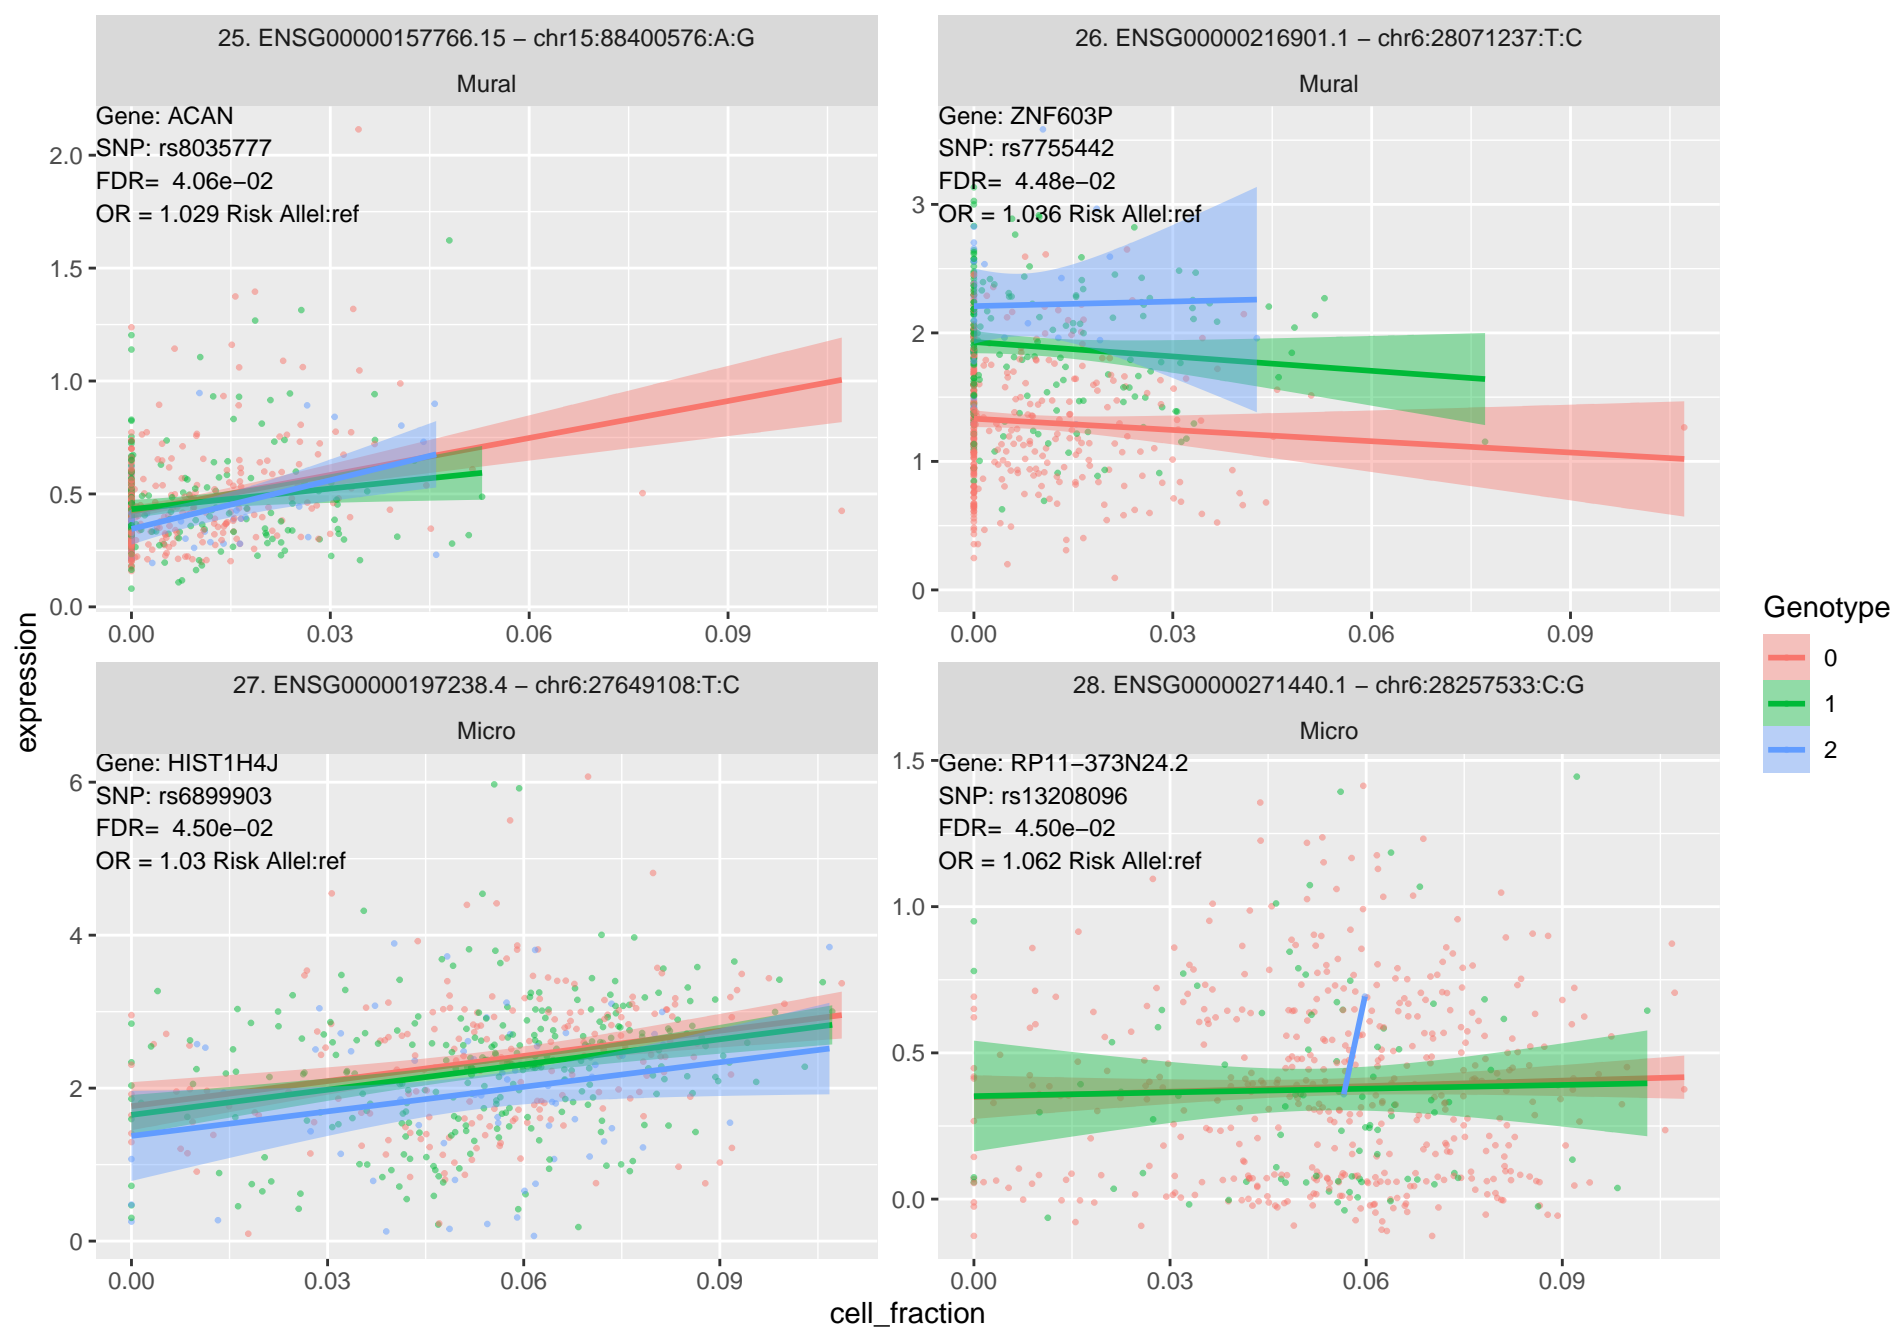 25. ENSG00000157766.15 – chr15:88400576:A:G
Mural
Gene: ACAN
SNP: rs8035777
FDR= 4.06e−02
OR = 1.029 Risk Allel:ref
2.0
1.5
1.0
0.5
0.0
0.00 0.03 0.06 0.09
26. ENSG00000216901.1 – chr6:28071237:T:C
Mural
Gene: ZNF603P
SNP: rs7755442
FDR= 4.48e−02
OR = 1.036 Risk Allel:ref
3
2
1
0
0.00 0.03 0.06 0.09
27. ENSG00000197238.4 – chr6:27649108:T:C
Micro
Gene: HIST1H4J
SNP: rs6899903
FDR= 4.50e−02
OR = 1.03 Risk Allel:ref
6
4
2
0
0.00 0.03 0.06 0.09
28. ENSG00000271440.1 – chr6:28257533:C:G
Micro
Gene: RP11−373N24.2
SNP: rs13208096
FDR= 4.50e−02
OR = 1.062 Risk Allel:ref
1.5
1.0
0.5
0.0
0.00 0.03 0.06 0.09
expression
cell_fraction
Genotype
0
1
2